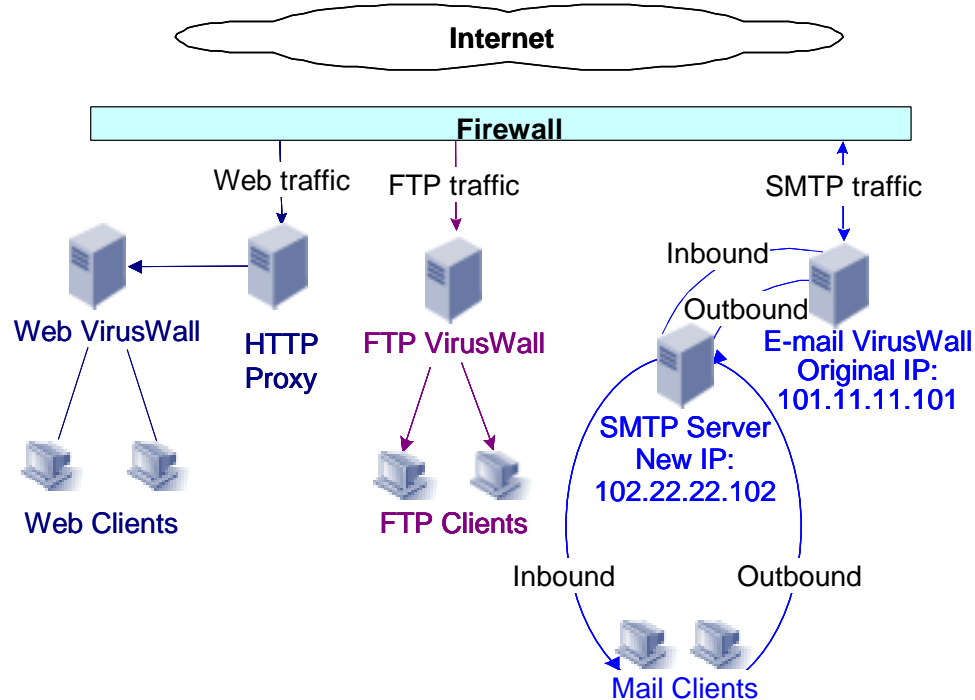 Internet
Firewall
Web traffic
FTP traffic
SMTP traffic
Inbound
Outbound
Web VirusWall
HTTP
Proxy
FTP VirusWall
E-mail VirusWall
Original IP:
101.11.11.101
SMTP Server
New IP:
102.22.22.102
Web Clients
FTP Clients
Inbound
Outbound
Mail Clients